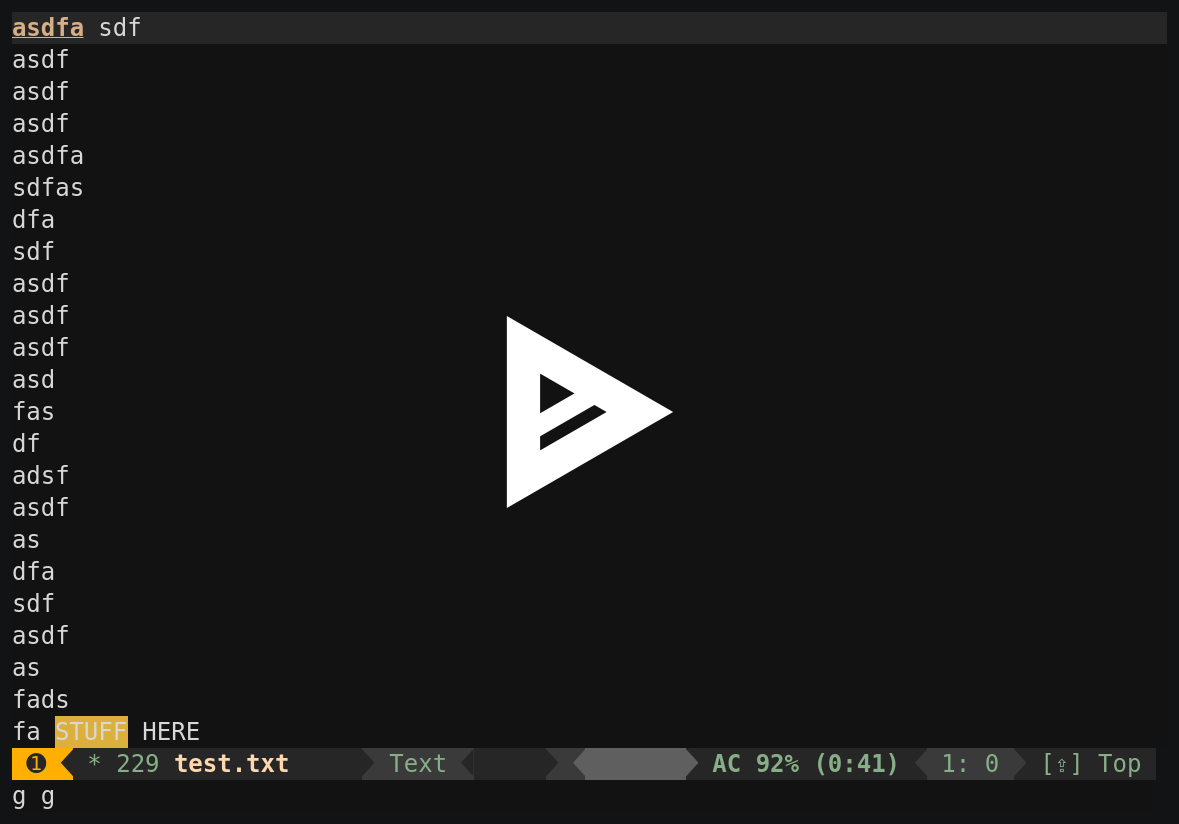 asdfa sdf
asdf
asdf
asdf
asdfa
sdfas
dfa
sdf
asdf
asdf
asdf
asd
fas
df
adsf
asdf
as
dfa
sdf
asdf
as
fads
fa STUFF HERE
❶ * 229 test.txt Text AC 92% (0:41) 1: 0 [⇪] Top
g g